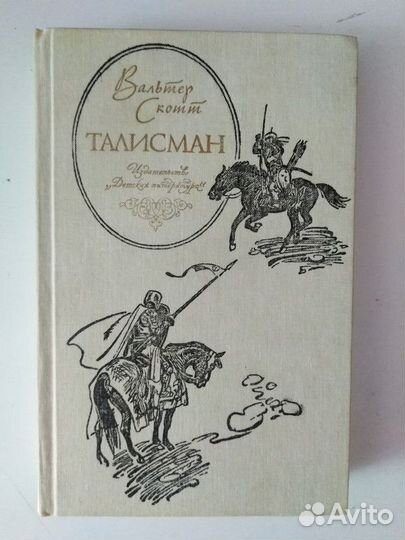 Вальтер
Скотт
ТАЛИСМАН
Издательство
„Детская литература“
Avito